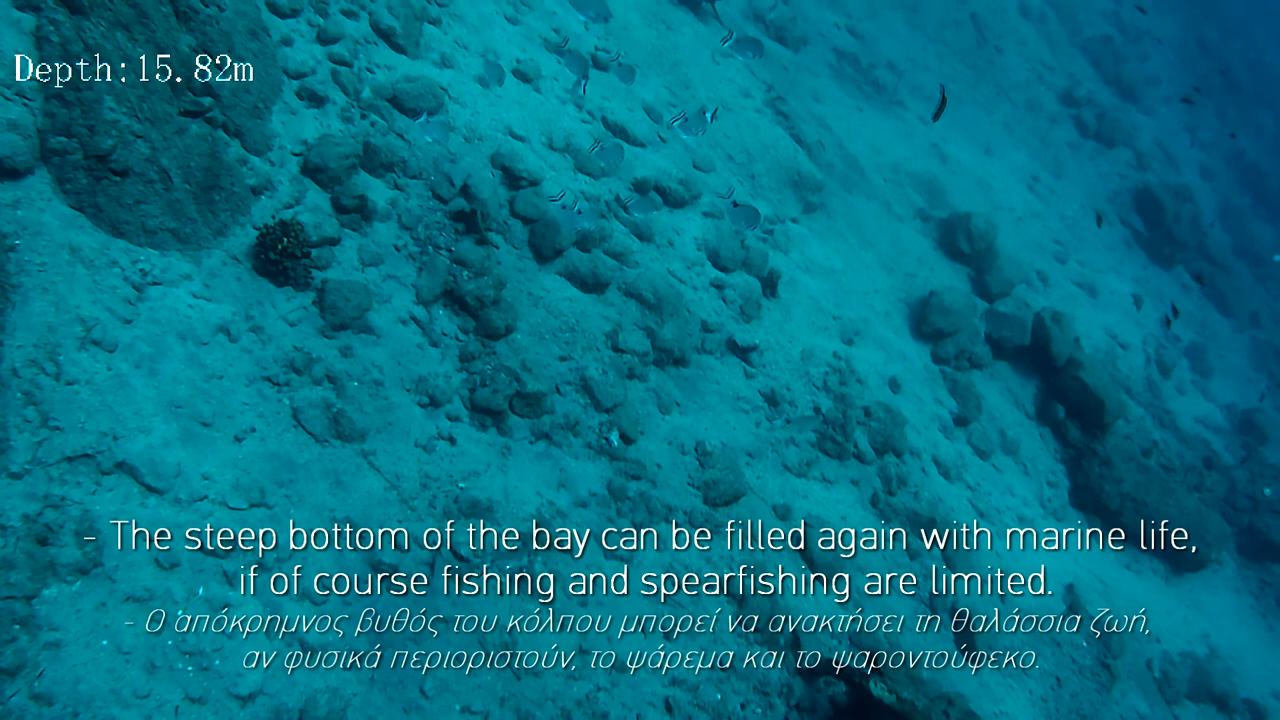 Depth:15.82m
- The steep bottom of the bay can be filled again with marine life,
if of course fishing and spearfishing are limited.
- Ο απόκρημνος βυθός του κόλπου μπορεί να ανακτήσει τη θαλάσσια ζωή,
αν φυσικά περιοριστούν, το ψάρεμα και το ψαροντούφεκο.